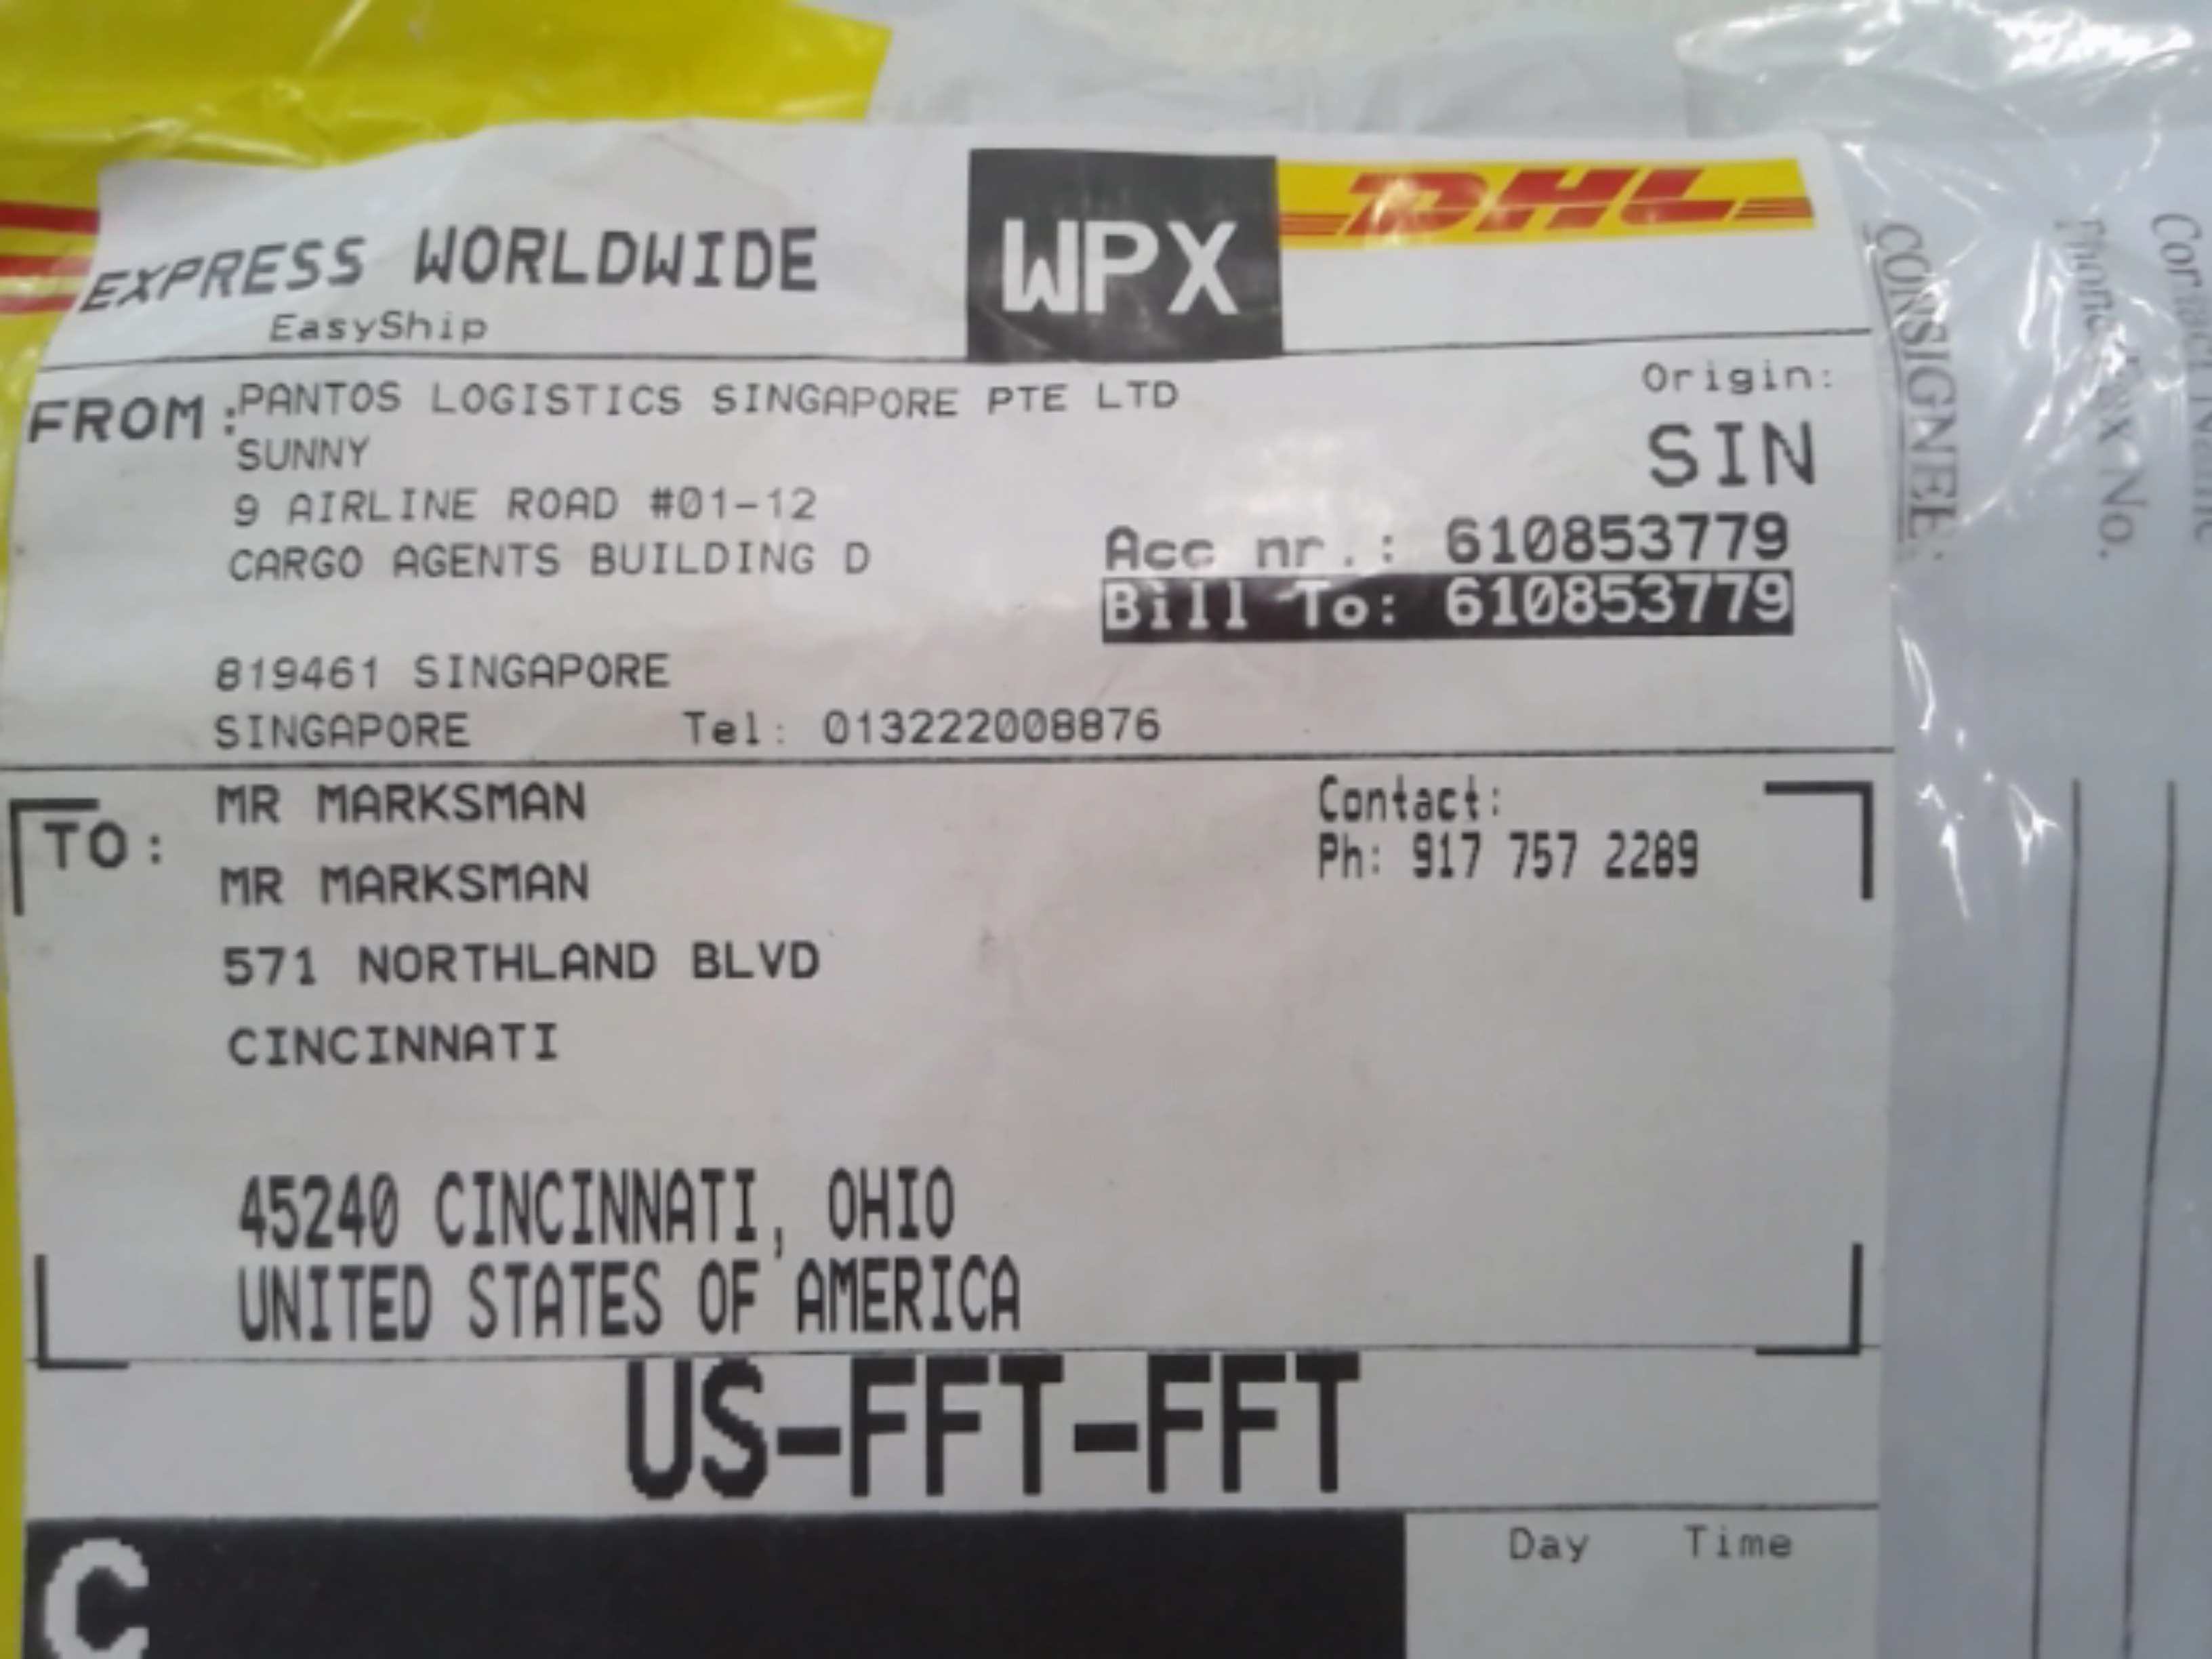 EXPRESS WORLDWIDE
EasyShip
WPX
DHL
FROM: PANTOS LOGISTICS SINGAPORE PTE LTD
SUNNY
9 AIRLINE ROAD #01-12
CARGO AGENTS BUILDING D
819461 SINGAPORE
SINGAPORE Tel: 013222008876
Origin:
SIN
Acc nr.: 610853779
Bill To: 610853779
TO: MR MARKSMAN
MR MARKSMAN
571 NORTHLAND BLVD
CINCINNATI
45240 CINCINNATI, OHIO
UNITED STATES OF AMERICA
Contact:
Ph: 917 757 2289
US-FFT-FFT
C
Day Time
CONSIGNEE:
No.